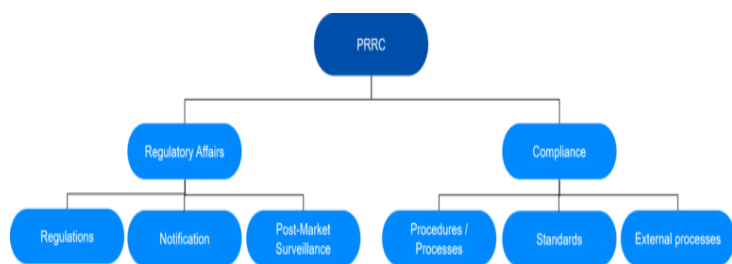 PRRC
Regulatory Affairs
Compliance
Regulations
Notification
Post-Market
Surveillance
Procedures /
Processes
Standards
External processes